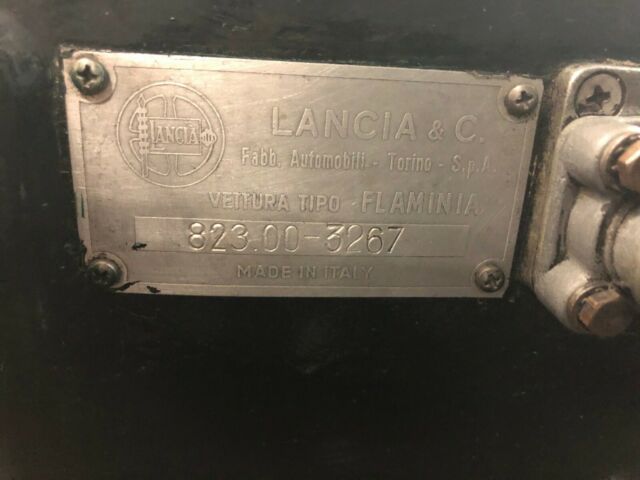 LANCIA
LANCIA & C.
Fabb. Automobili - Torino - S.p.A.
VETTURA TIPO - FLAMINIA
823.00-3267
MADE IN ITALY